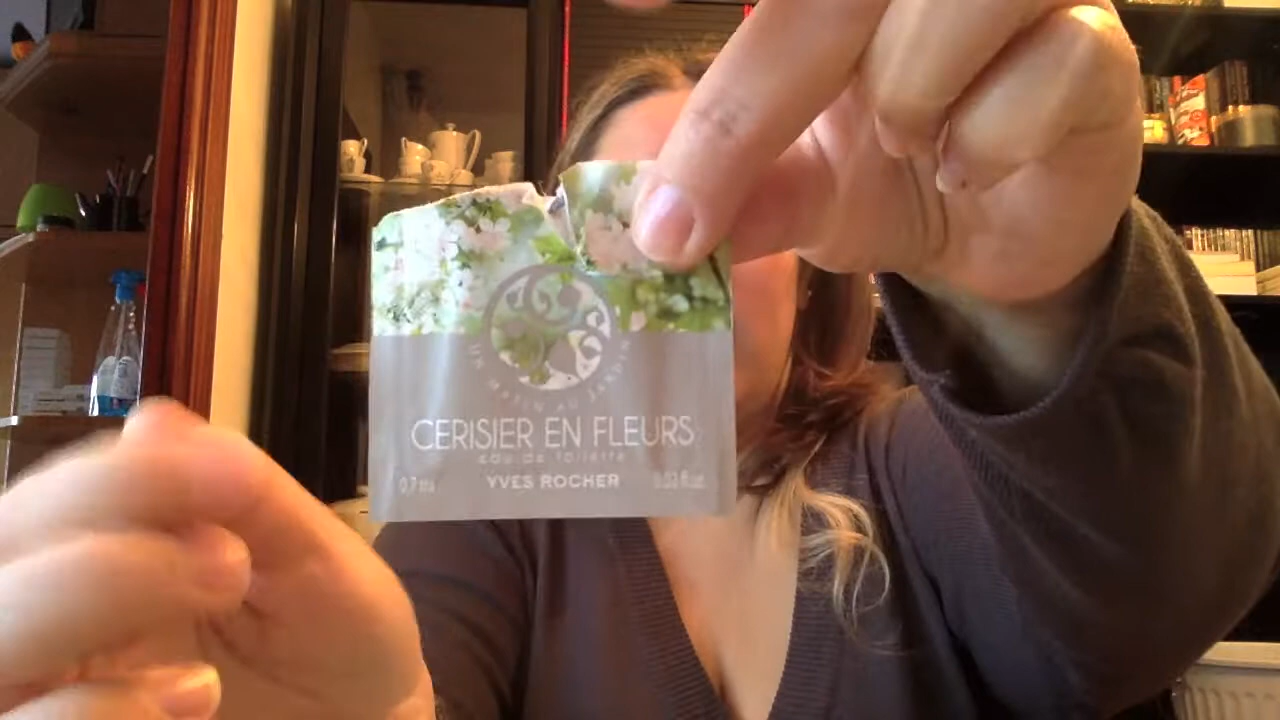 UN MATIN AU JARDIN
CERISIER EN FLEURS
eau de toilette
0,7 ml YVES ROCHER 0.03 fl.oz.